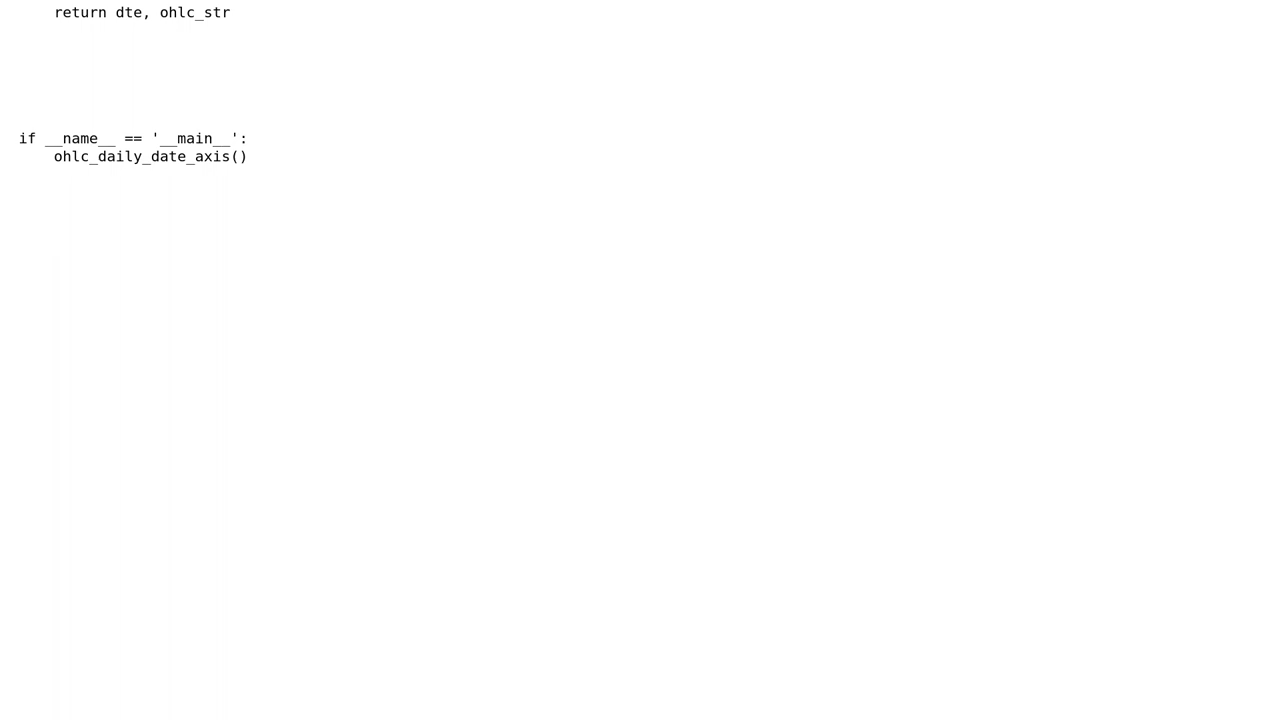 return dte, ohlc_str
if __name__ == '__main__':
ohlc_daily_date_axis()